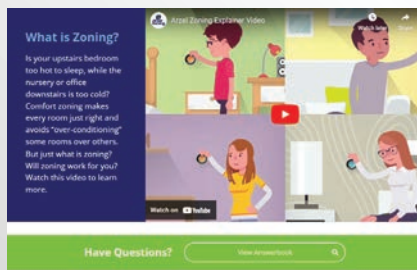 What is Zoning?
Is your upstairs bedroom
too hot to sleep, while the
nursery or office
downstairs is too cold?
Comfort zoning makes
every room just right and
avoids “over-conditioning”
some rooms over others.
But just what is zoning?
Will zoning work for you?
Watch this video to learn
more.
Arzel Zoning Explainer Video
Watch later
Share
Watch on YouTube
Have Questions?
View Answerbook